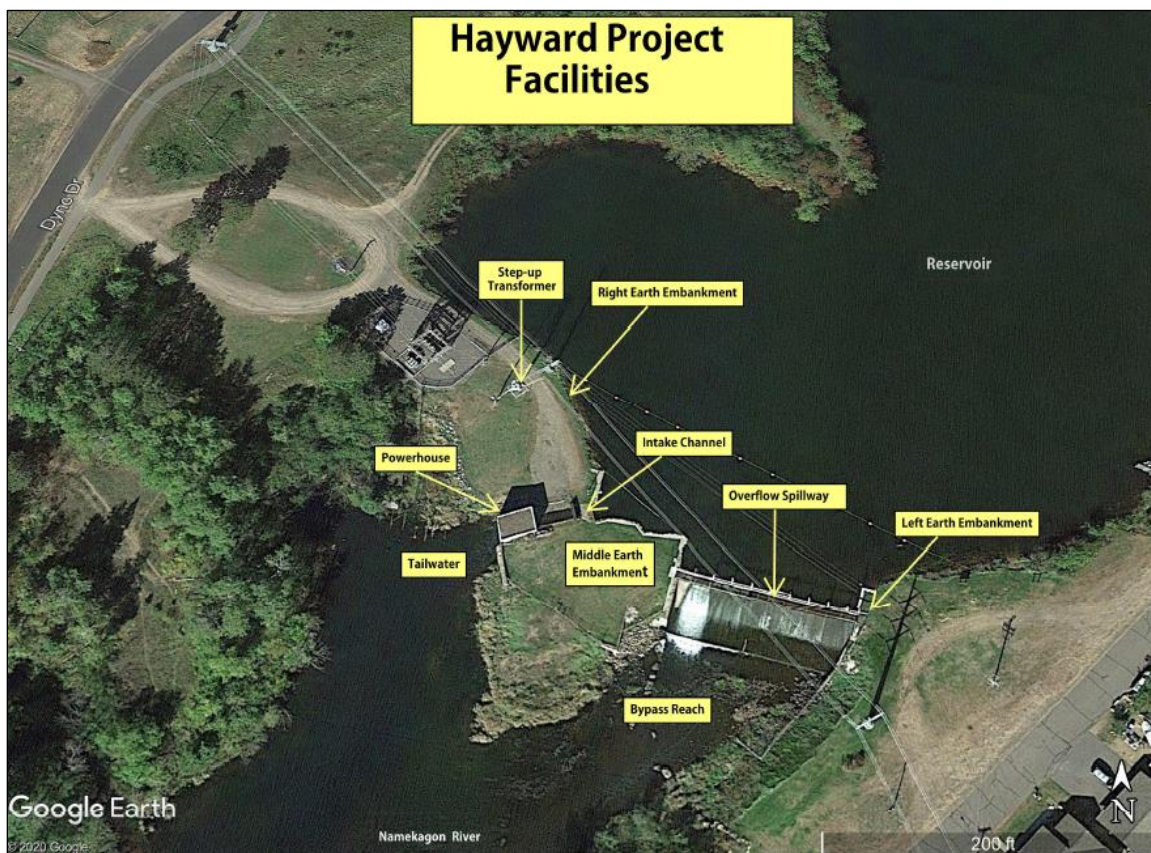 Hayward Project
Facilities
Dyno Dr
Reservoir
Step-up
Transformer
Right Earth Embankment
Intake Channel
Powerhouse
Overflow Spillway
Left Earth Embankment
Tailwater
Middle Earth
Embankment
Bypass Reach
Google Earth
© 2020 Google
Namekagon River
N
200 ft